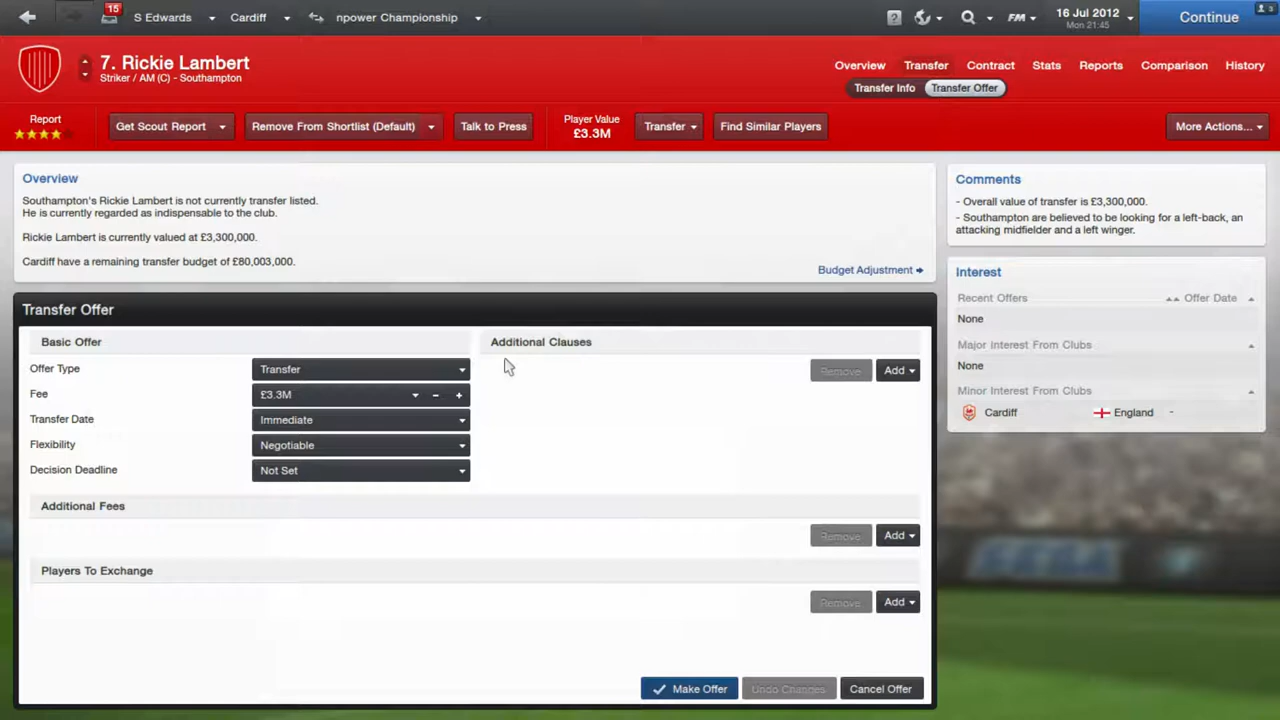 15
S Edwards
Cardiff
npower Championship
?
FM
16 Jul 2012
Mon 21:45
Continue
3
7. Rickie Lambert
Striker / AM (C) - Southampton
Overview
Transfer
Contract
Stats
Reports
Comparison
History
Transfer Info
Transfer Offer
Report
Get Scout Report
Remove From Shortlist (Default)
Talk to Press
Player Value
£3.3M
Transfer
Find Similar Players
More Actions...
Overview
Southampton's Rickie Lambert is not currently transfer listed.
He is currently regarded as indispensable to the club.
Rickie Lambert is currently valued at £3,300,000.
Cardiff have a remaining transfer budget of £80,003,000.
Budget Adjustment
Comments
- Overall value of transfer is £3,300,000.
- Southampton are believed to be looking for a left-back, an
attacking midfielder and a left winger.
Interest
Recent Offers
Offer Date
None
Major Interest From Clubs
None
Minor Interest From Clubs
Cardiff
England
-
Transfer Offer
Basic Offer
Offer Type
Transfer
Fee
£3.3M
- +
Transfer Date
Immediate
Flexibility
Negotiable
Decision Deadline
Not Set
Additional Clauses
Remove
Add
Additional Fees
Remove
Add
Players To Exchange
Remove
Add
Make Offer
Undo Changes
Cancel Offer
SEGA